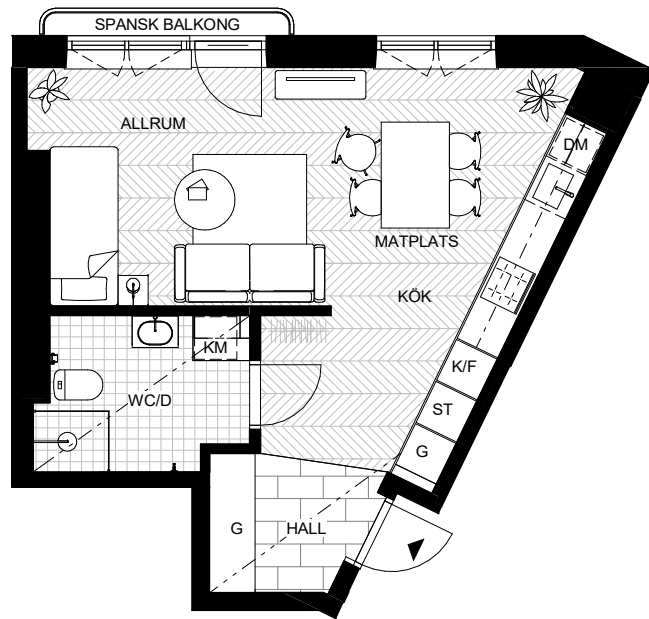 SPANSK BALKONG
ALLRUM
DM
MATPLATS
KÖK
KM
K/F
WC/D
ST
G
G
HALL